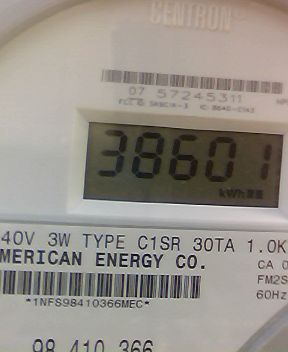 CENTRON®
07 57245311
38601
kWh
40V 3W TYPE C1SR 30TA 1.0K
MERICAN ENERGY CO.
CA 0
FM2S
60Hz
*1NFS98410366MEC*
98 410 366